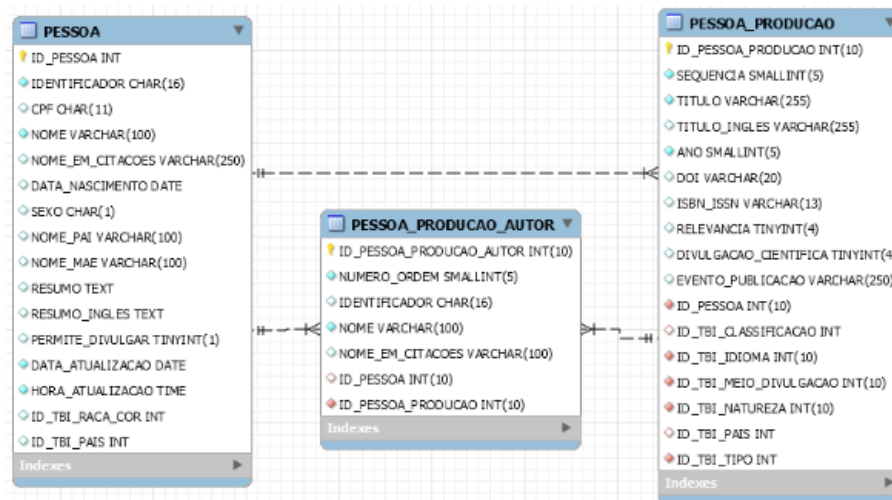 PESSOA
ID_PESSOA INT
IDENTIFICADOR CHAR(16)
CPF CHAR(11)
NOME VARCHAR(100)
NOME_EM_CITACOES VARCHAR(250)
DATA_NASCIMENTO DATE
SEXO CHAR(1)
NOME_PAI VARCHAR(100)
NOME_MAE VARCHAR(100)
RESUMO TEXT
RESUMO_INGLES TEXT
PERMITE_DIVULGAR TINYINT(1)
DATA_ATUALIZACAO DATE
HORA_ATUALIZACAO TIME
ID_TBI_RACA_COR INT
ID_TBI_PAIS INT
Indexes
PESSOA_PRODUCAO_AUTOR
ID_PESSOA_PRODUCAO_AUTOR INT(10)
NUMERO_ORDEM SMALLINT(5)
IDENTIFICADOR CHAR(16)
NOME VARCHAR(100)
NOME_EM_CITACOES VARCHAR(100)
ID_PESSOA INT(10)
ID_PESSOA_PRODUCAO INT(10)
Indexes
PESSOA_PRODUCAO
ID_PESSOA_PRODUCAO INT(10)
SEQUENCIA SMALLINT(5)
TITULO VARCHAR(255)
TITULO_INGLES VARCHAR(255)
ANO SMALLINT(5)
DOI VARCHAR(20)
ISBN_ISSN VARCHAR(13)
RELEVANCIA TINYINT(4)
DIVULGACAO_CIENTIFICA TINYINT(4
EVENTO_PUBLICACAO VARCHAR(250)
ID_PESSOA INT(10)
ID_TBI_CLASSIFICACAO INT
ID_TBI_IDIOMA INT(10)
ID_TBI_MEIO_DIVULGACAO INT(10)
ID_TBI_NATUREZA INT(10)
ID_TBI_PAIS INT
ID_TBI_TIPO INT
Indexes